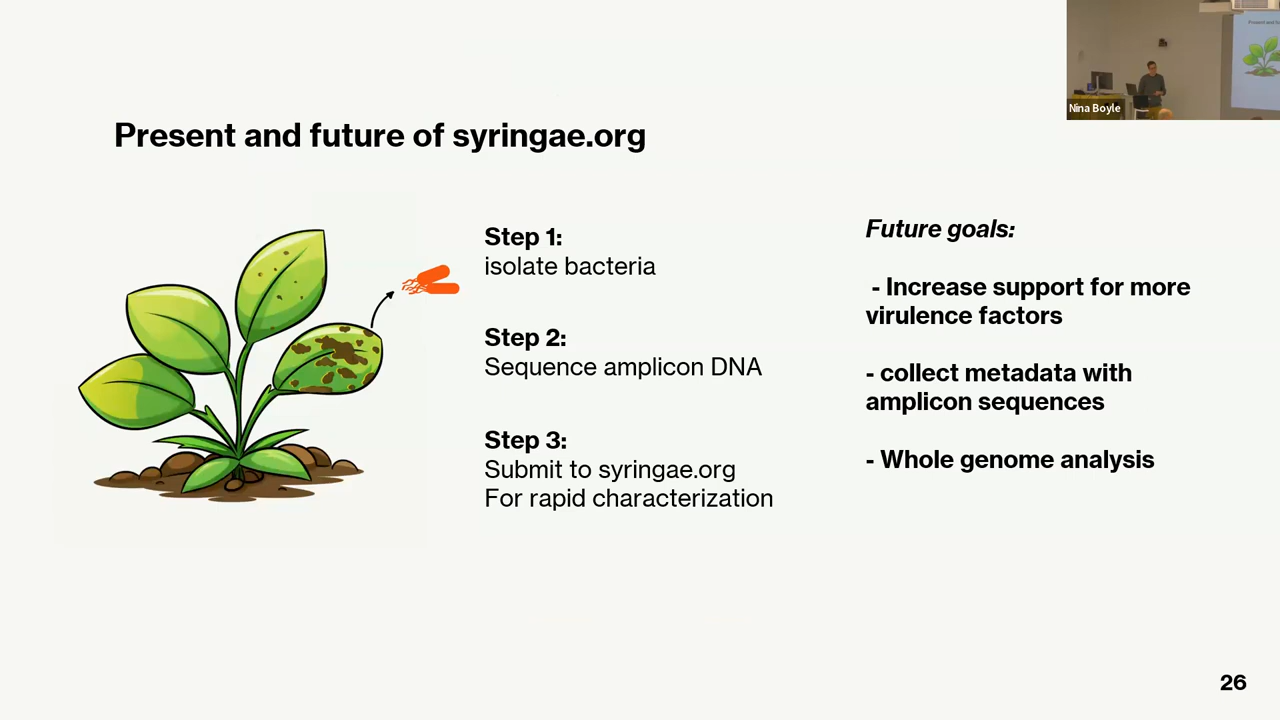 Nina Boyle
Present and future of syringae.org
Step 1:
isolate bacteria
Step 2:
Sequence amplicon DNA
Step 3:
Submit to syringae.org
For rapid characterization
Future goals:
- Increase support for more
virulence factors
- collect metadata with
amplicon sequences
- Whole genome analysis
26